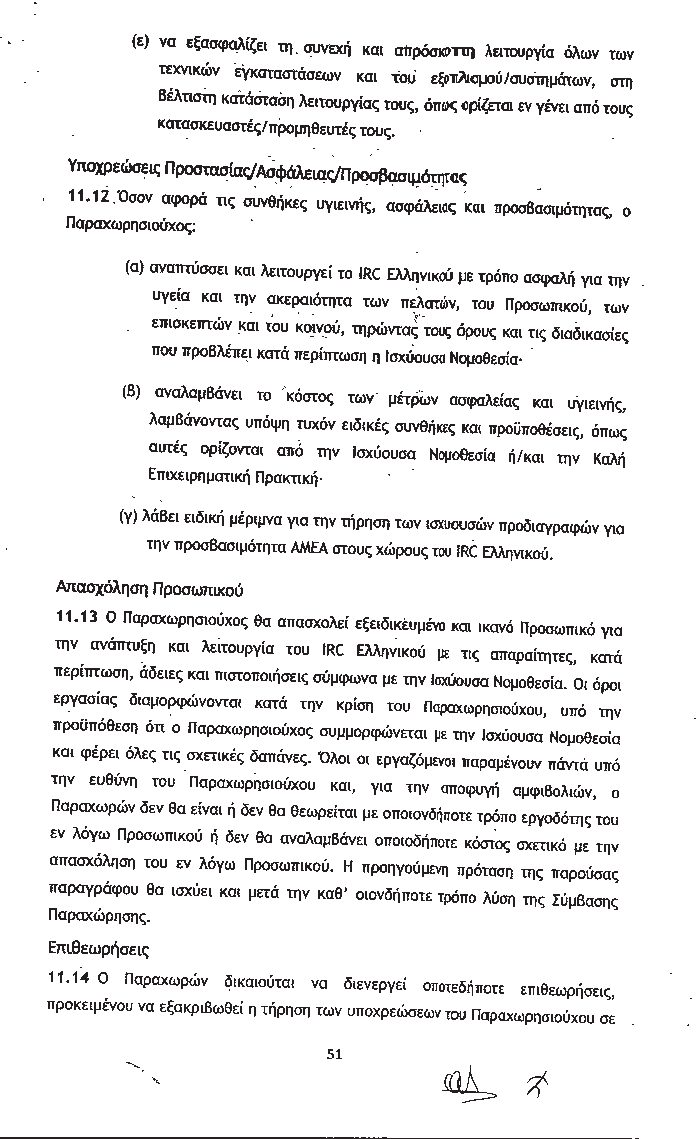 (ε) να εξασφαλίζει τη συνεχή και απρόσκοπτη λειτουργία όλων των
τεχνικών εγκαταστάσεων και του εξοπλισμού/συστημάτων, στη
βέλτιστη κατάσταση λειτουργίας τους, όπως ορίζεται εν γένει από τους
κατασκευαστές/προμηθευτές τους.
Υποχρεώσεις Προστασίας/Ασφάλειας/Προσβασιμότητας
11.12 Όσον αφορά τις συνθήκες υγιεινής, ασφάλειας και προσβασιμότητας, ο
Παραχωρησιούχος:
(α) αναπτύσσει και λειτουργεί το IRC Ελληνικού με τρόπο ασφαλή για την
υγεία και την ακεραιότητα των πελατών, του Προσωπικού, των
επισκεπτών και του κοινού, τηρώντας τους όρους και τις διαδικασίες
που προβλέπει κατά περίπτωση η Ισχύουσα Νομοθεσία·
(β) αναλαμβάνει το κόστος των μέτρων ασφαλείας και υγιεινής,
λαμβάνοντας υπόψη τυχόν ειδικές συνθήκες και προϋποθέσεις, όπως
αυτές ορίζονται από την Ισχύουσα Νομοθεσία ή/και την Καλή
Επιχειρηματική Πρακτική·
(γ) λάβει ειδική μέριμνα για την τήρηση των ισχυουσών προδιαγραφών για
την προσβασιμότητα ΑΜΕΑ στους χώρους του IRC Ελληνικού.
Απασχόληση Προσωπικού
11.13 Ο Παραχωρησιούχος θα απασχολεί εξειδικευμένο και ικανό Προσωπικό για
την ανάπτυξη και λειτουργία του IRC Ελληνικού με τις απαραίτητες, κατά
περίπτωση, άδειες και πιστοποιήσεις σύμφωνα με την Ισχύουσα Νομοθεσία. Οι όροι
εργασίας διαμορφώνονται κατά την κρίση του Παραχωρησιούχου, υπό την
προϋπόθεση ότι ο Παραχωρησιούχος συμμορφώνεται με την Ισχύουσα Νομοθεσία
και φέρει όλες τις σχετικές δαπάνες. Όλοι οι εργαζόμενοι παραμένουν πάντα υπό
την ευθύνη του Παραχωρησιούχου και, για την αποφυγή αμφιβολιών, ο
Παραχωρών δεν θα είναι ή δεν θα θεωρείται με οποιονδήποτε τρόπο εργοδότης του
εν λόγω Προσωπικού ή δεν θα αναλαμβάνει οποιοδήποτε κόστος σχετικό με την
απασχόληση του εν λόγω Προσωπικού. Η προηγούμενη πρόταση της παρούσας
παραγράφου θα ισχύει και μετά την καθ' οιονδήποτε τρόπο λύση της Σύμβασης
Παραχώρησης.
Επιθεωρήσεις
11.14 Ο Παραχωρών δικαιούται να διενεργεί οποτεδήποτε επιθεωρήσεις,
προκειμένου να εξακριβωθεί η τήρηση των υποχρεώσεων του Παραχωρησιούχου σε
51